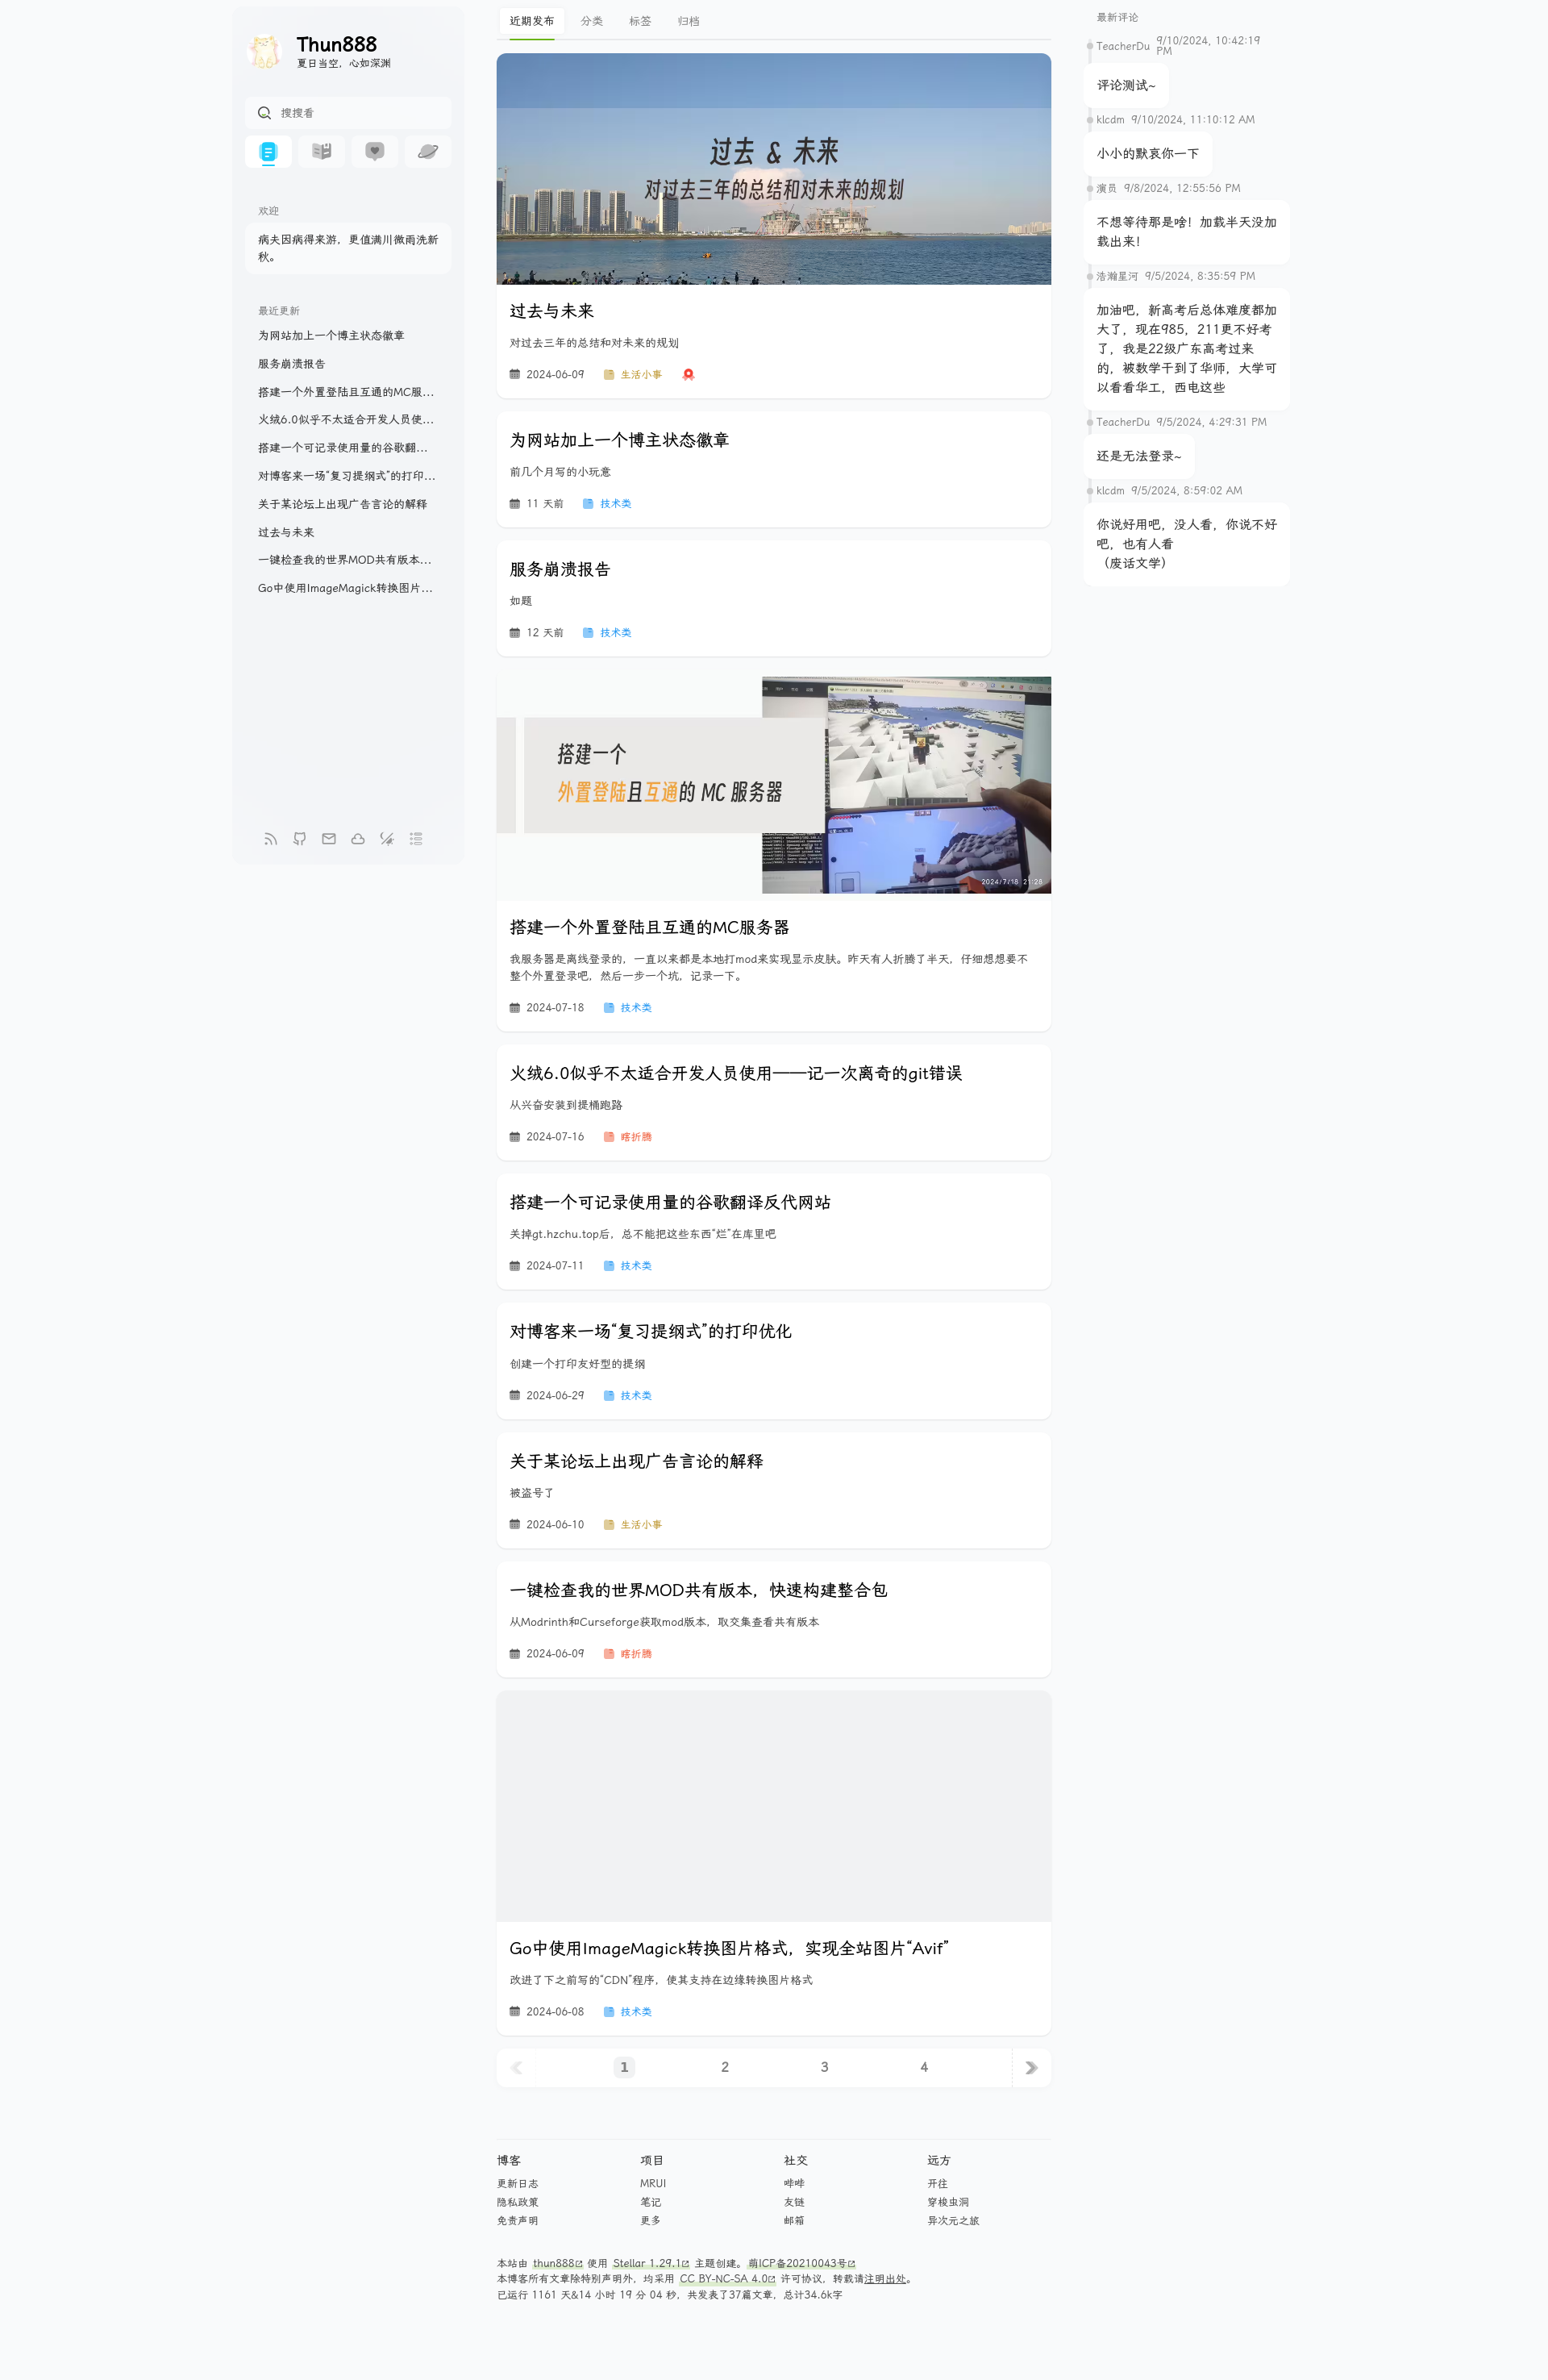 Thun888
夏日当空，心如深渊
搜搜看
欢迎
病夫因病得来游，更值满川微雨洗新
秋。
最近更新
为网站加上一个博主状态徽章
服务崩溃报告
搭建一个外置登陆且互通的MC服...
火绒6.0似乎不太适合开发人员使...
搭建一个可记录使用量的谷歌翻...
对博客来一场“复习提纲式”的打印...
关于某论坛上出现广告言论的解释
过去与未来
一键检查我的世界MOD共有版本...
Go中使用ImageMagick转换图片...
近期发布 分类 标签 归档
过去 & 未来
对过去三年的总结和对未来的规划
过去与未来
对过去三年的总结和对未来的规划
2024-06-09 生活小事
为网站加上一个博主状态徽章
前几个月写的小玩意
11 天前 技术类
服务崩溃报告
如题
12 天前 技术类
搭建一个
外置登陆且互通的 MC 服务器
2024/7/18 21:28
搭建一个外置登陆且互通的MC服务器
我服务器是离线登录的，一直以来都是本地打mod来实现显示皮肤。昨天有人折腾了半天，仔细想想要不
整个外置登录吧，然后一步一个坑，记录一下。
2024-07-18 技术类
火绒6.0似乎不太适合开发人员使用——记一次离奇的git错误
从兴奋安装到提桶跑路
2024-07-16 瞎折腾
搭建一个可记录使用量的谷歌翻译反代网站
关掉gt.hzchu.top后，总不能把这些东西“烂”在库里吧
2024-07-11 技术类
对博客来一场“复习提纲式”的打印优化
创建一个打印友好型的提纲
2024-06-29 技术类
关于某论坛上出现广告言论的解释
被盗号了
2024-06-10 生活小事
一键检查我的世界MOD共有版本，快速构建整合包
从Modrinth和Curseforge获取mod版本，取交集查看共有版本
2024-06-09 瞎折腾
Go中使用ImageMagick转换图片格式，实现全站图片“Avif”
改进了下之前写的“CDN”程序，使其支持在边缘转换图片格式
2024-06-08 技术类
1 2 3 4
博客 项目 社交 远方
更新日志 MRUI 哔哔 开往
隐私政策 笔记 友链 穿梭虫洞
免责声明 更多 邮箱 异次元之旅
本站由 thun888 使用 Stellar 1.29.1 主题创建。萌ICP备20210043号
本博客所有文章除特别声明外，均采用 CC BY-NC-SA 4.0 许可协议，转载请注明出处。
已运行 1161 天&14 小时 19 分 04 秒，共发表了37篇文章，总计34.6k字
最新评论
TeacherDu 9/10/2024, 10:42:19
PM
评论测试~
klcdm 9/10/2024, 11:10:12 AM
小小的默哀你一下
演员 9/8/2024, 12:55:56 PM
不想等待那是啥！加载半天没加
载出来！
浩瀚星河 9/5/2024, 8:35:59 PM
加油吧，新高考后总体难度都加
大了，现在985，211更不好考
了，我是22级广东高考过来
的，被数学干到了华师，大学可
以看看华工，西电这些
TeacherDu 9/5/2024, 4:29:31 PM
还是无法登录~
klcdm 9/5/2024, 8:59:02 AM
你说好用吧，没人看，你说不好
吧，也有人看
（废话文学）